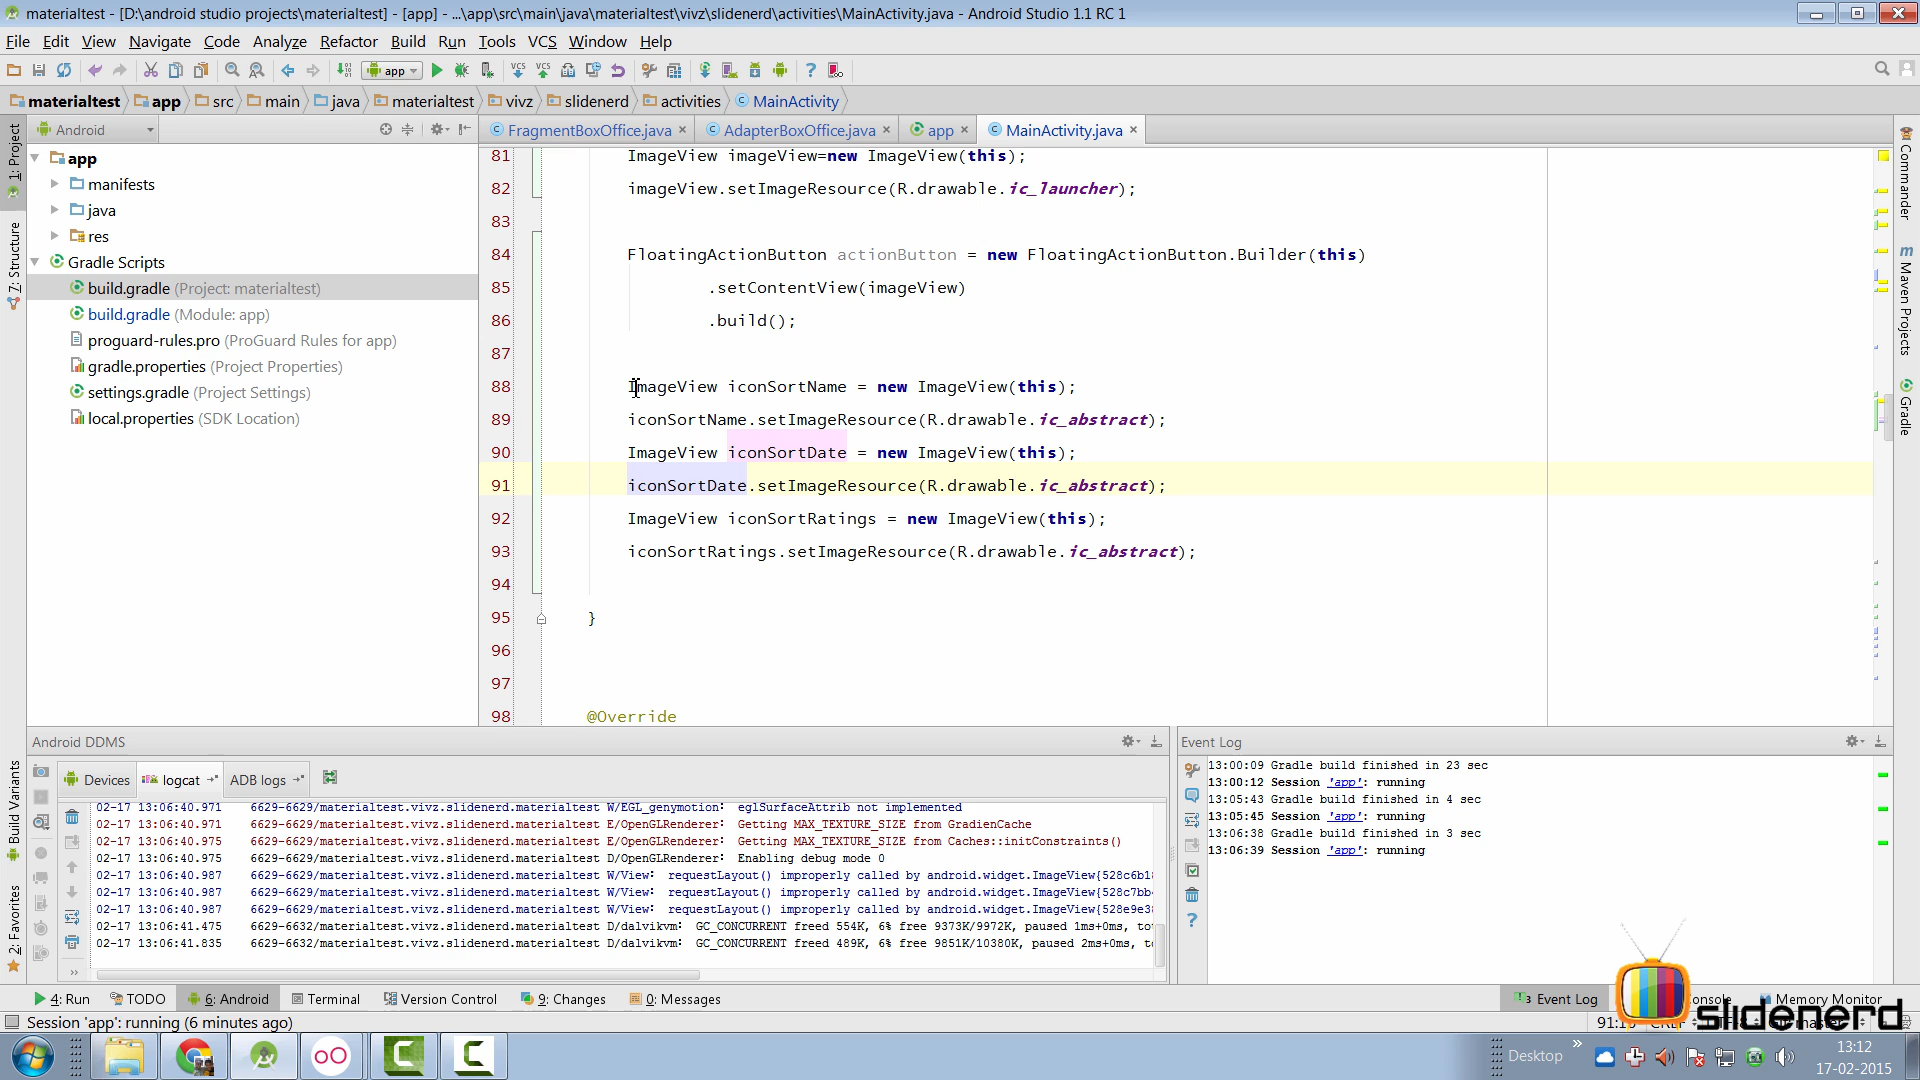 materialtest - [D:\android studio projects\materialtest] - [app] - ...\app\src\main\java\materialtest\vivz\slidenerd\activities\MainActivity.java - Android Studio 1.1 RC 1
File Edit View Navigate Code Analyze Refactor Build Run Tools VCS Window Help
app
materialtest app src main java materialtest vivz slidenerd activities MainActivity
Android
FragmentBoxOffice.java AdapterBoxOffice.java app MainActivity.java
1: Project
7: Structure
Build Variants
2: Favorites
app
manifests
java
res
Gradle Scripts
build.gradle (Project: materialtest)
build.gradle (Module: app)
proguard-rules.pro (ProGuard Rules for app)
gradle.properties (Project Properties)
settings.gradle (Project Settings)
local.properties (SDK Location)
81 ImageView imageView=new ImageView(this);
82 imageView.setImageResource(R.drawable.ic_launcher);
83
84 FloatingActionButton actionButton = new FloatingActionButton.Builder(this)
85 .setContentView(imageView)
86 .build();
87
88 ImageView iconSortName = new ImageView(this);
89 iconSortName.setImageResource(R.drawable.ic_abstract);
90 ImageView iconSortDate = new ImageView(this);
91 iconSortDate.setImageResource(R.drawable.ic_abstract);
92 ImageView iconSortRatings = new ImageView(this);
93 iconSortRatings.setImageResource(R.drawable.ic_abstract);
94
95 }
96
97
98 @Override
Commander
Maven Projects
Gradle
Android DDMS
Devices logcat ADB logs
02-17 13:06:40.971 6629-6629/materialtest.vivz.slidenerd.materialtest W/EGL_genymotion: eglSurfaceAttrib not implemented
02-17 13:06:40.971 6629-6629/materialtest.vivz.slidenerd.materialtest E/OpenGLRenderer: Getting MAX_TEXTURE_SIZE from GradienCache
02-17 13:06:40.975 6629-6629/materialtest.vivz.slidenerd.materialtest E/OpenGLRenderer: Getting MAX_TEXTURE_SIZE from Caches::initConstraints()
02-17 13:06:40.975 6629-6629/materialtest.vivz.slidenerd.materialtest D/OpenGLRenderer: Enabling debug mode 0
02-17 13:06:40.987 6629-6629/materialtest.vivz.slidenerd.materialtest W/View: requestLayout() improperly called by android.widget.ImageView{528c6b18
02-17 13:06:40.987 6629-6629/materialtest.vivz.slidenerd.materialtest W/View: requestLayout() improperly called by android.widget.ImageView{528c7bb4
02-17 13:06:40.987 6629-6629/materialtest.vivz.slidenerd.materialtest W/View: requestLayout() improperly called by android.widget.ImageView{528e9e38
02-17 13:06:41.475 6629-6632/materialtest.vivz.slidenerd.materialtest D/dalvikvm: GC_CONCURRENT freed 554K, 6% free 9373K/9972K, paused 1ms+0ms, to
02-17 13:06:41.835 6629-6632/materialtest.vivz.slidenerd.materialtest D/dalvikvm: GC_CONCURRENT freed 489K, 6% free 9851K/10380K, paused 2ms+0ms, t
Event Log
13:00:09 Gradle build finished in 23 sec
13:00:12 Session 'app': running
13:05:43 Gradle build finished in 4 sec
13:05:45 Session 'app': running
13:06:38 Gradle build finished in 3 sec
13:06:39 Session 'app': running
4: Run TODO 6: Android Terminal Version Control 9: Changes 0: Messages
3 Event Log Memory Monitor
Session 'app': running (6 minutes ago)
slidenerd
Desktop
13:12
17-02-2015